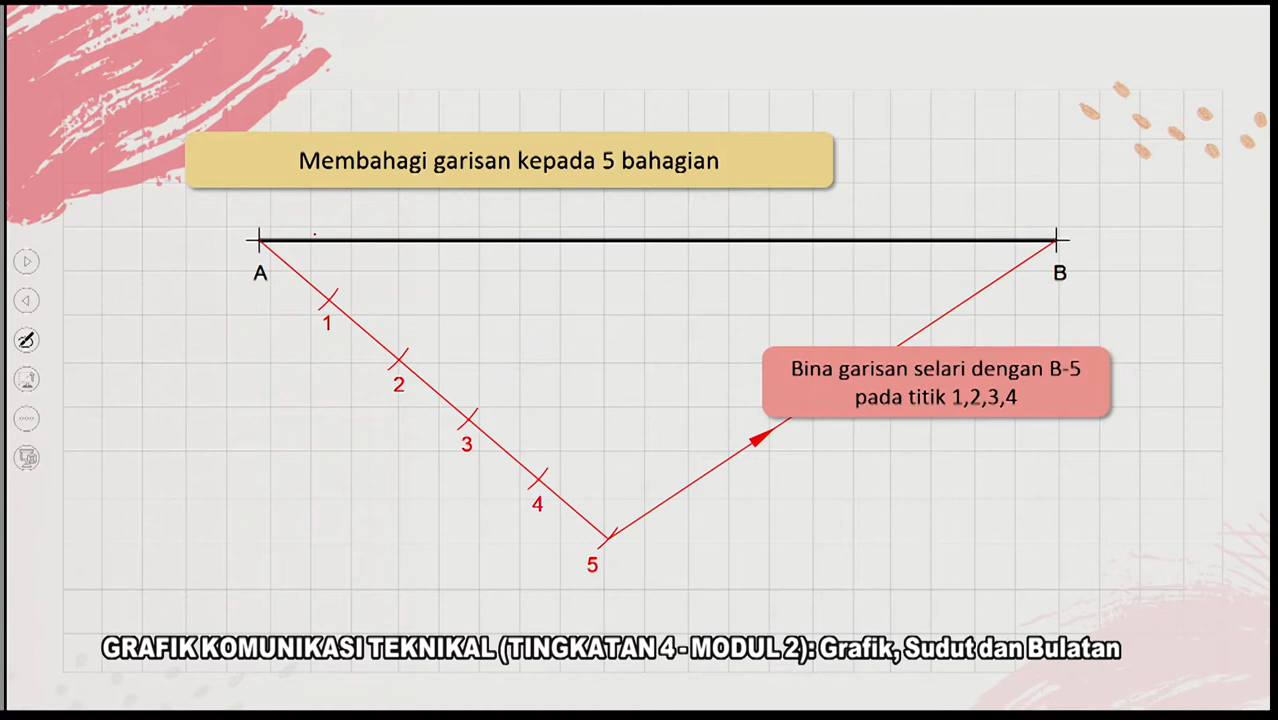 Membahagi garisan kepada 5 bahagian
A
B
1
2
Bina garisan selari dengan B-5
pada titik 1,2,3,4
3
4
5
GRAFIK KOMUNIKASI TEKNIKAL (TINGKATAN 4 - MODUL 2): Grafik, Sudut dan Bulatan